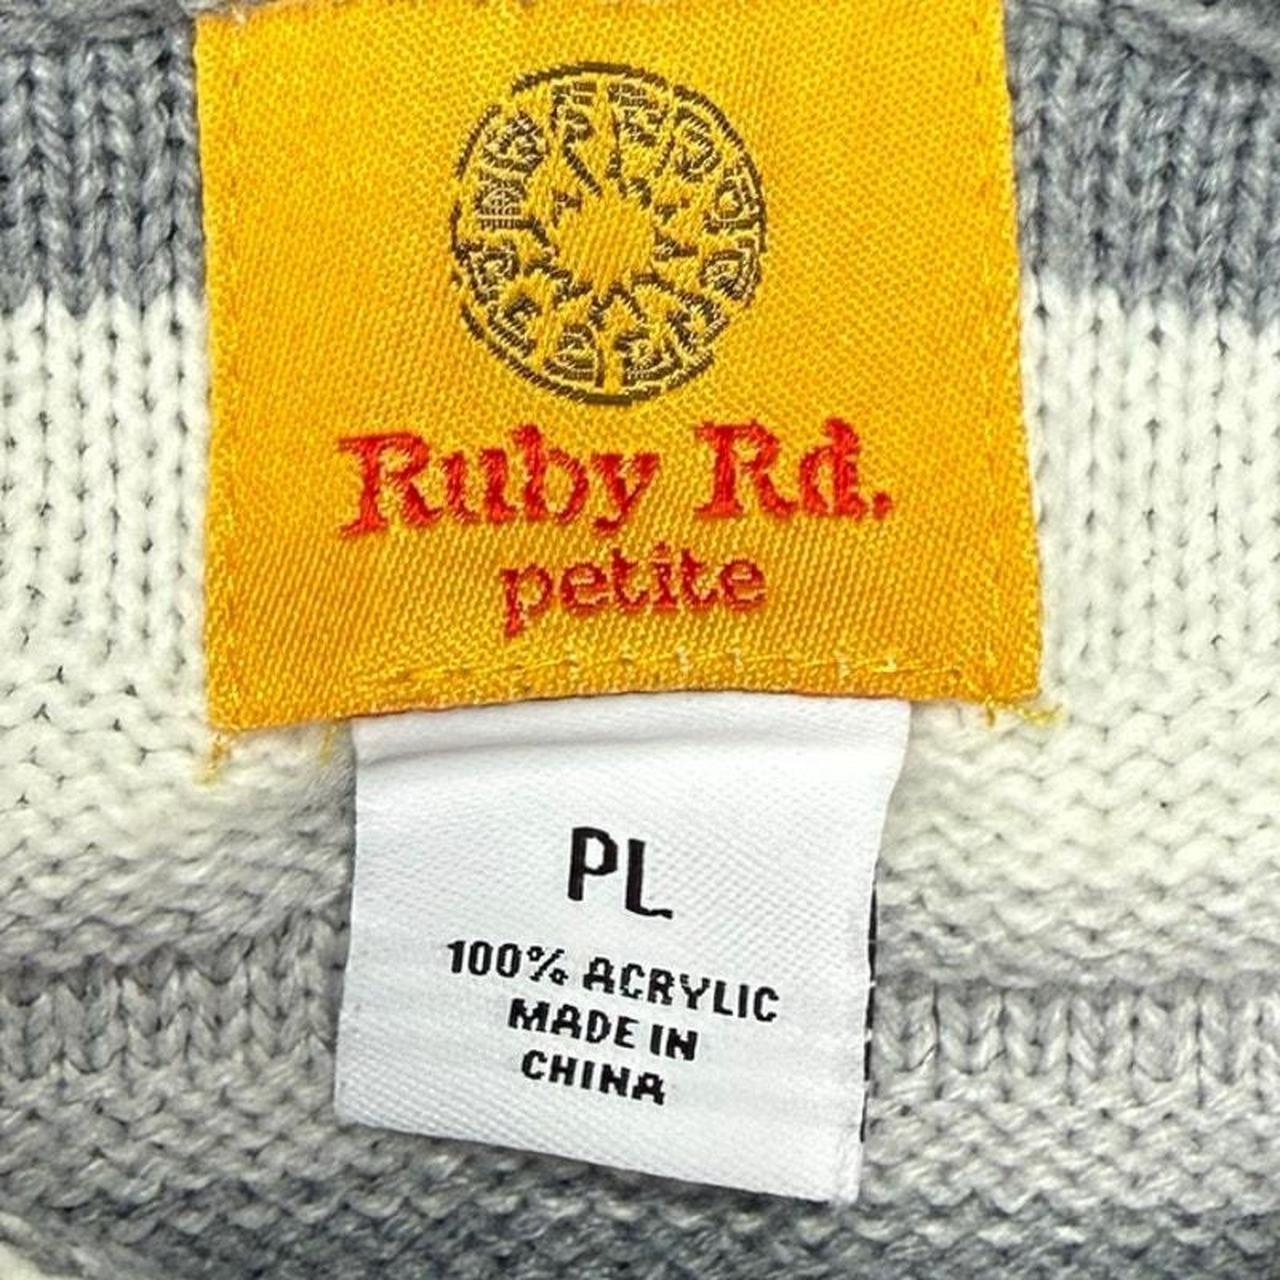 Ruby Rd.
petite
PL
100% ACRYLIC
MADE IN
CHINA